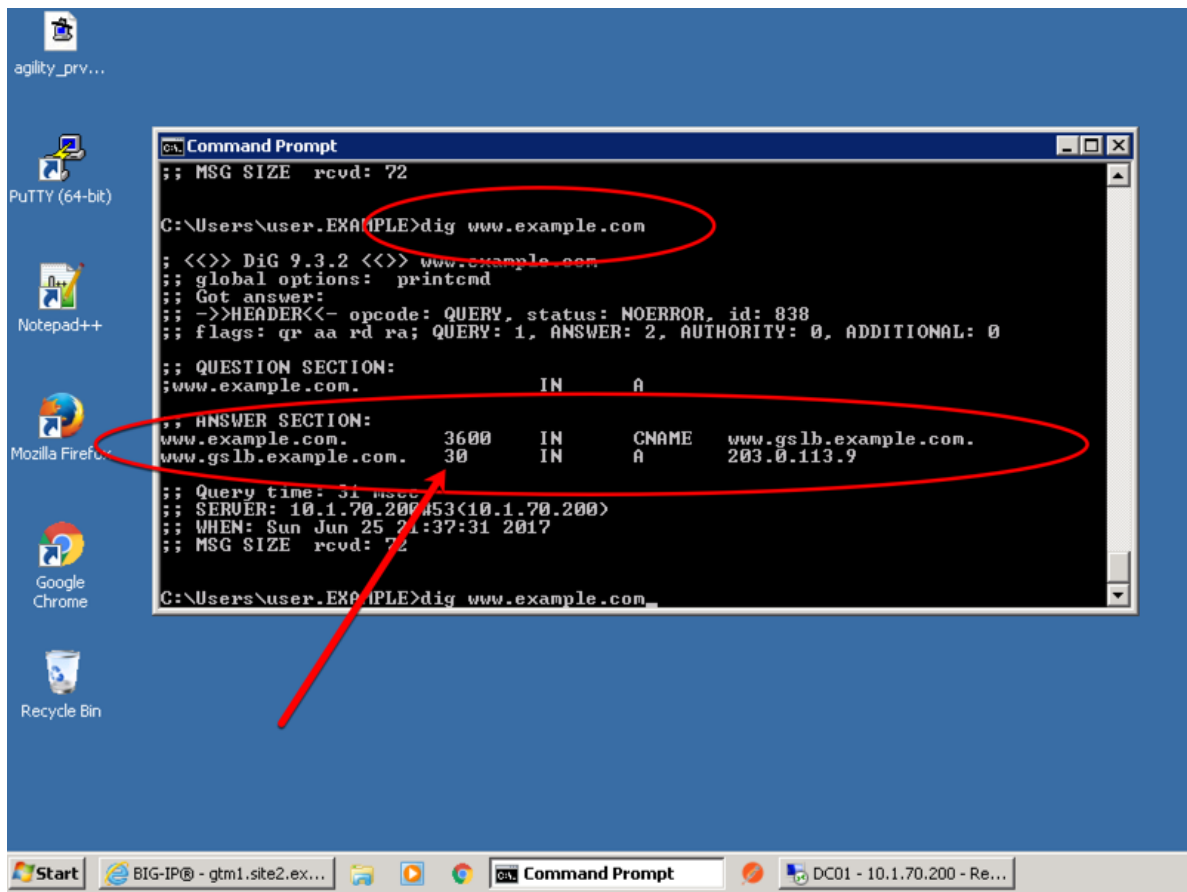 agility_prv...
PuTTY (64-bit)
Notepad++
Mozilla Firefox
Google
Chrome
Recycle Bin
Command Prompt
;; MSG SIZE rcvd: 72
C:\Users\user.EXAMPLE>dig www.example.com
; <<>> DiG 9.3.2 <<>> www.example.com
;; global options: printcmd
;; Got answer:
;; ->>HEADER<<- opcode: QUERY, status: NOERROR, id: 838
;; flags: qr aa rd ra; QUERY: 1, ANSWER: 2, AUTHORITY: 0, ADDITIONAL: 0
;; QUESTION SECTION:
;www.example.com. IN A
;; ANSWER SECTION:
www.example.com. 3600 IN CNAME www.gslb.example.com.
www.gslb.example.com. 30 IN A 203.0.113.9
;; Query time: 31 msec
;; SERVER: 10.1.70.200#53(10.1.70.200)
;; WHEN: Sun Jun 25 21:37:31 2017
;; MSG SIZE rcvd: 72
C:\Users\user.EXAMPLE>dig www.example.com_
Start
BIG-IP® - gtm1.site2.ex...
Command Prompt
DC01 - 10.1.70.200 - Re...